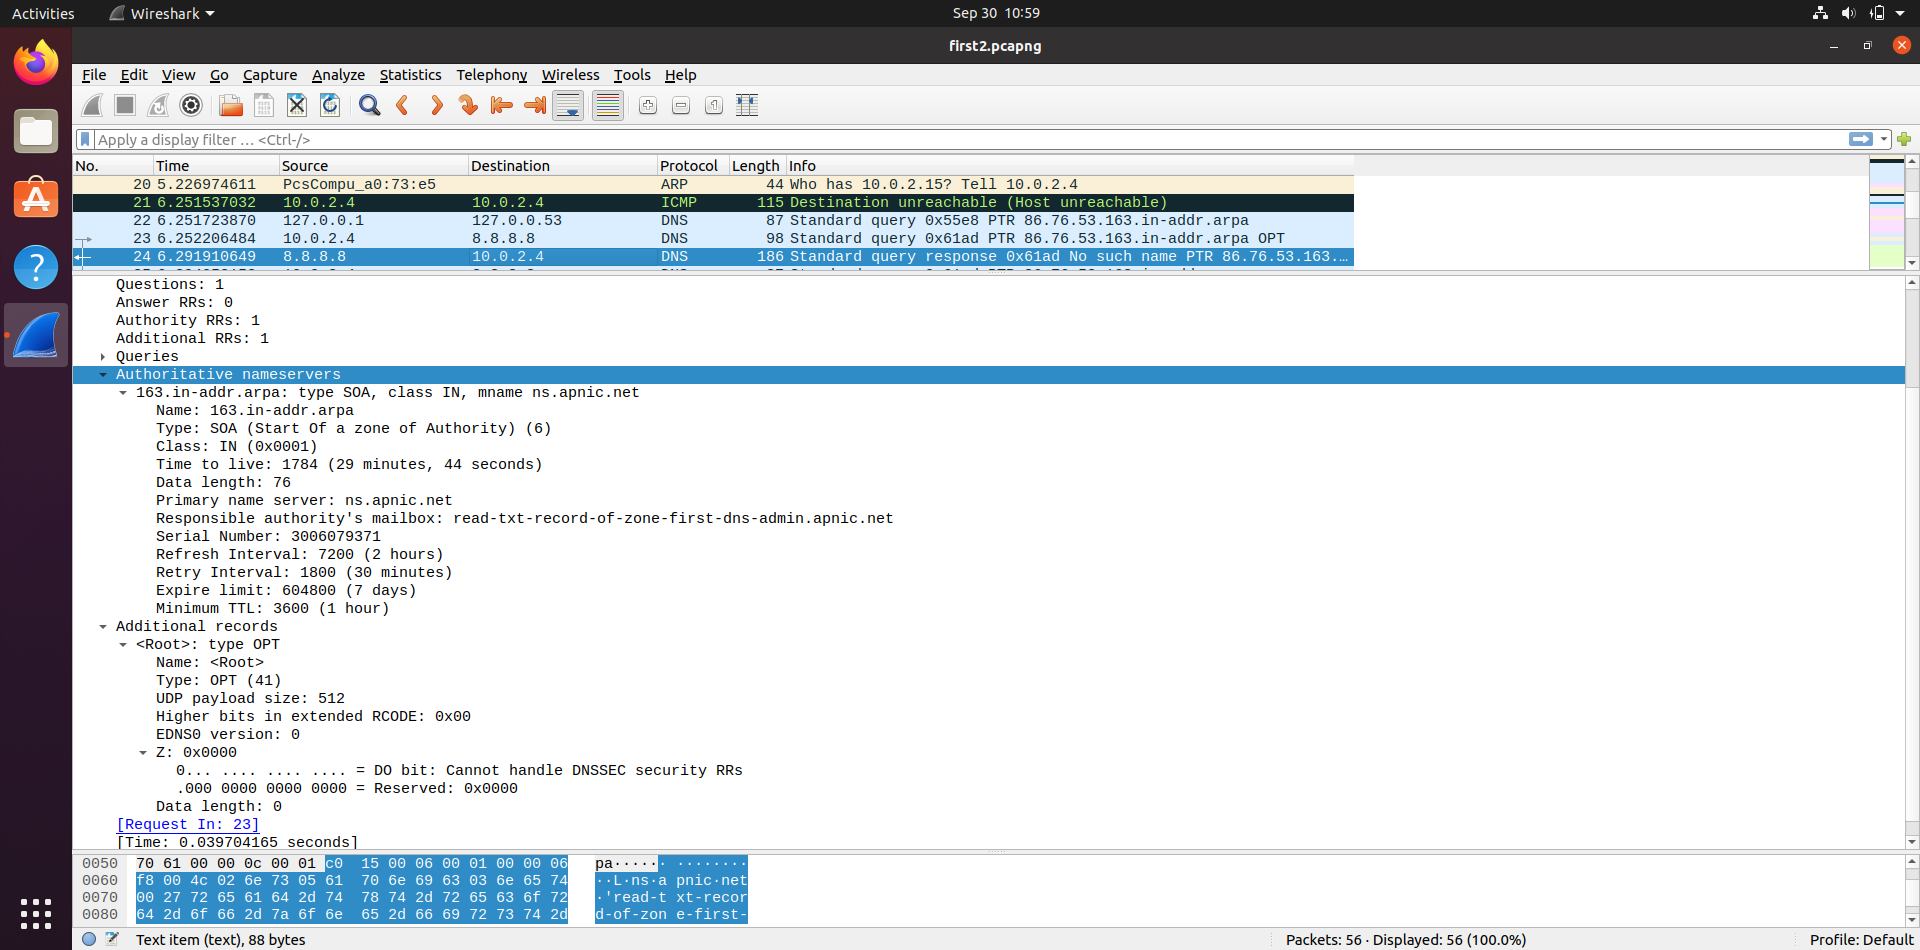 Activities Wireshark Sep 30 10:59
first2.pcapng
File Edit View Go Capture Analyze Statistics Telephony Wireless Tools Help
Apply a display filter … <Ctrl-/>
No. Time Source Destination Protocol Length Info
20 5.226974611 PcsCompu_a0:73:e5 ARP 44 Who has 10.0.2.15? Tell 10.0.2.4
21 6.251537032 10.0.2.4 10.0.2.4 ICMP 115 Destination unreachable (Host unreachable)
22 6.251723870 127.0.0.1 127.0.0.53 DNS 87 Standard query 0x55e8 PTR 86.76.53.163.in-addr.arpa
23 6.252206484 10.0.2.4 8.8.8.8 DNS 98 Standard query 0x61ad PTR 86.76.53.163.in-addr.arpa OPT
24 6.291910649 8.8.8.8 10.0.2.4 DNS 186 Standard query response 0x61ad No such name PTR 86.76.53.163.…
Questions: 1
Answer RRs: 0
Authority RRs: 1
Additional RRs: 1
Queries
Authoritative nameservers
163.in-addr.arpa: type SOA, class IN, mname ns.apnic.net
Name: 163.in-addr.arpa
Type: SOA (Start Of a zone of Authority) (6)
Class: IN (0x0001)
Time to live: 1784 (29 minutes, 44 seconds)
Data length: 76
Primary name server: ns.apnic.net
Responsible authority's mailbox: read-txt-record-of-zone-first-dns-admin.apnic.net
Serial Number: 3006079371
Refresh Interval: 7200 (2 hours)
Retry Interval: 1800 (30 minutes)
Expire limit: 604800 (7 days)
Minimum TTL: 3600 (1 hour)
Additional records
<Root>: type OPT
Name: <Root>
Type: OPT (41)
UDP payload size: 512
Higher bits in extended RCODE: 0x00
EDNS0 version: 0
Z: 0x0000
0... .... .... .... = DO bit: Cannot handle DNSSEC security RRs
.000 0000 0000 0000 = Reserved: 0x0000
Data length: 0
[Request In: 23]
[Time: 0.039704165 seconds]
0050 70 61 00 00 0c 00 01 c0 15 00 06 00 01 00 00 06 pa······ ········
0060 f8 00 4c 02 6e 73 05 61 70 6e 69 63 03 6e 65 74 ··L·ns·a pnic·net
0070 00 27 72 65 61 64 2d 74 78 74 2d 72 65 63 6f 72 ·'read-t xt-recor
0080 64 2d 6f 66 2d 7a 6f 6e 65 2d 66 69 72 73 74 2d d-of-zon e-first-
Text item (text), 88 bytes Packets: 56 · Displayed: 56 (100.0%) Profile: Default